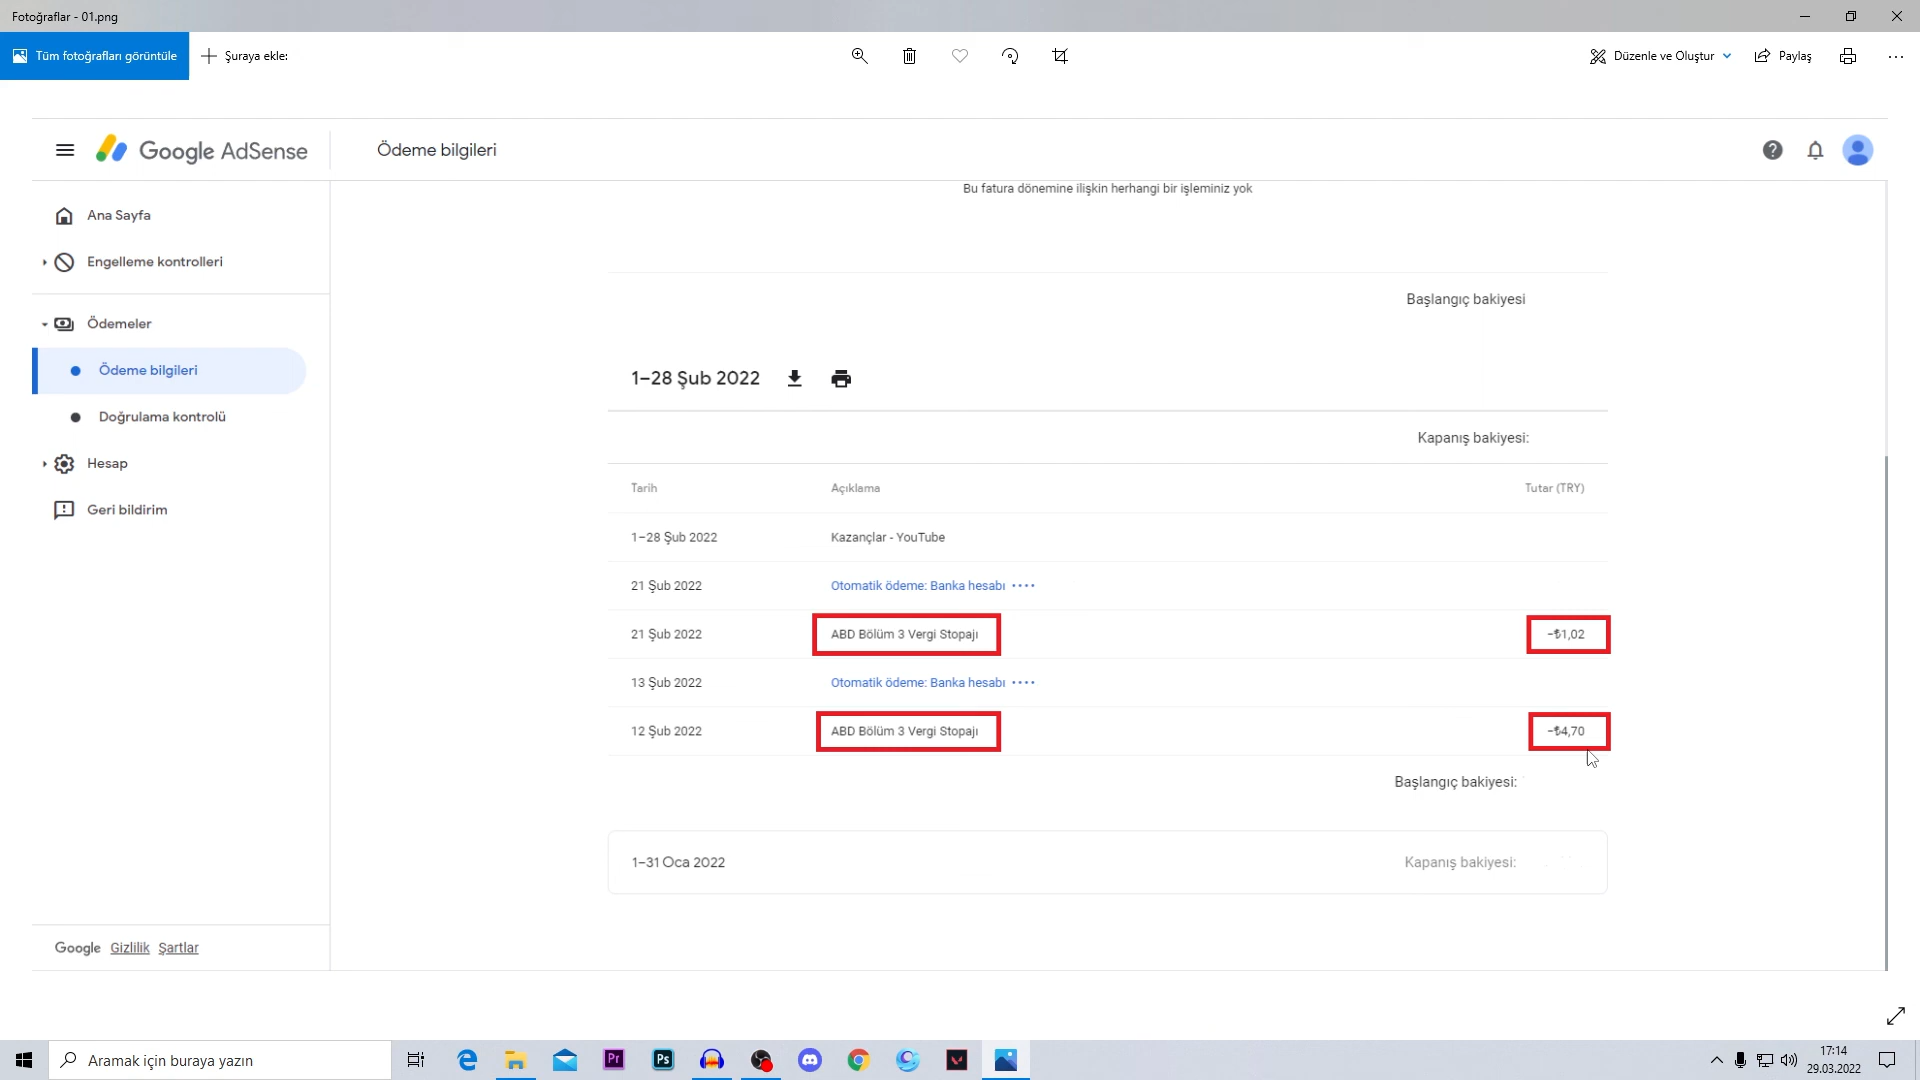 Fotoğraflar - 01.png
Tüm fotoğrafları görüntüle
Şuraya ekle:
Düzenle ve Oluştur
Paylaş
Google AdSense
Ödeme bilgileri
Bu fatura dönemine ilişkin herhangi bir işleminiz yok
Ana Sayfa
Engelleme kontrolleri
Ödemeler
Ödeme bilgileri
Doğrulama kontrolü
Hesap
Geri bildirim
Başlangıç bakiyesi
1–28 Şub 2022
Kapanış bakiyesi:
Tarih Açıklama Tutar (TRY)
1–28 Şub 2022 Kazançlar - YouTube
21 Şub 2022 Otomatik ödeme: Banka hesabı ••••
21 Şub 2022 ABD Bölüm 3 Vergi Stopajı -₺1,02
13 Şub 2022 Otomatik ödeme: Banka hesabı ••••
12 Şub 2022 ABD Bölüm 3 Vergi Stopajı -₺4,70
Başlangıç bakiyesi:
1–31 Oca 2022 Kapanış bakiyesi:
Google Gizlilik Şartlar
Aramak için buraya yazın
Pr
Ps
17:14
29.03.2022